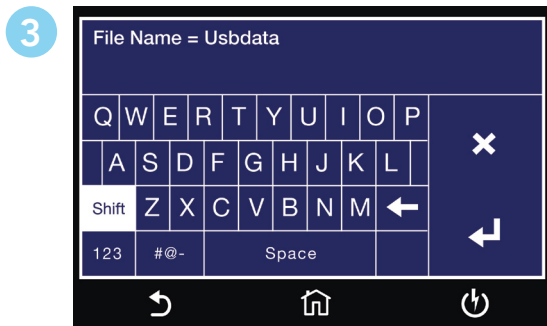 3
File Name = Usbdata
Q W E R T Y U I O P
A S D F G H J K L
Shift Z X C V B N M
123 #@- Space